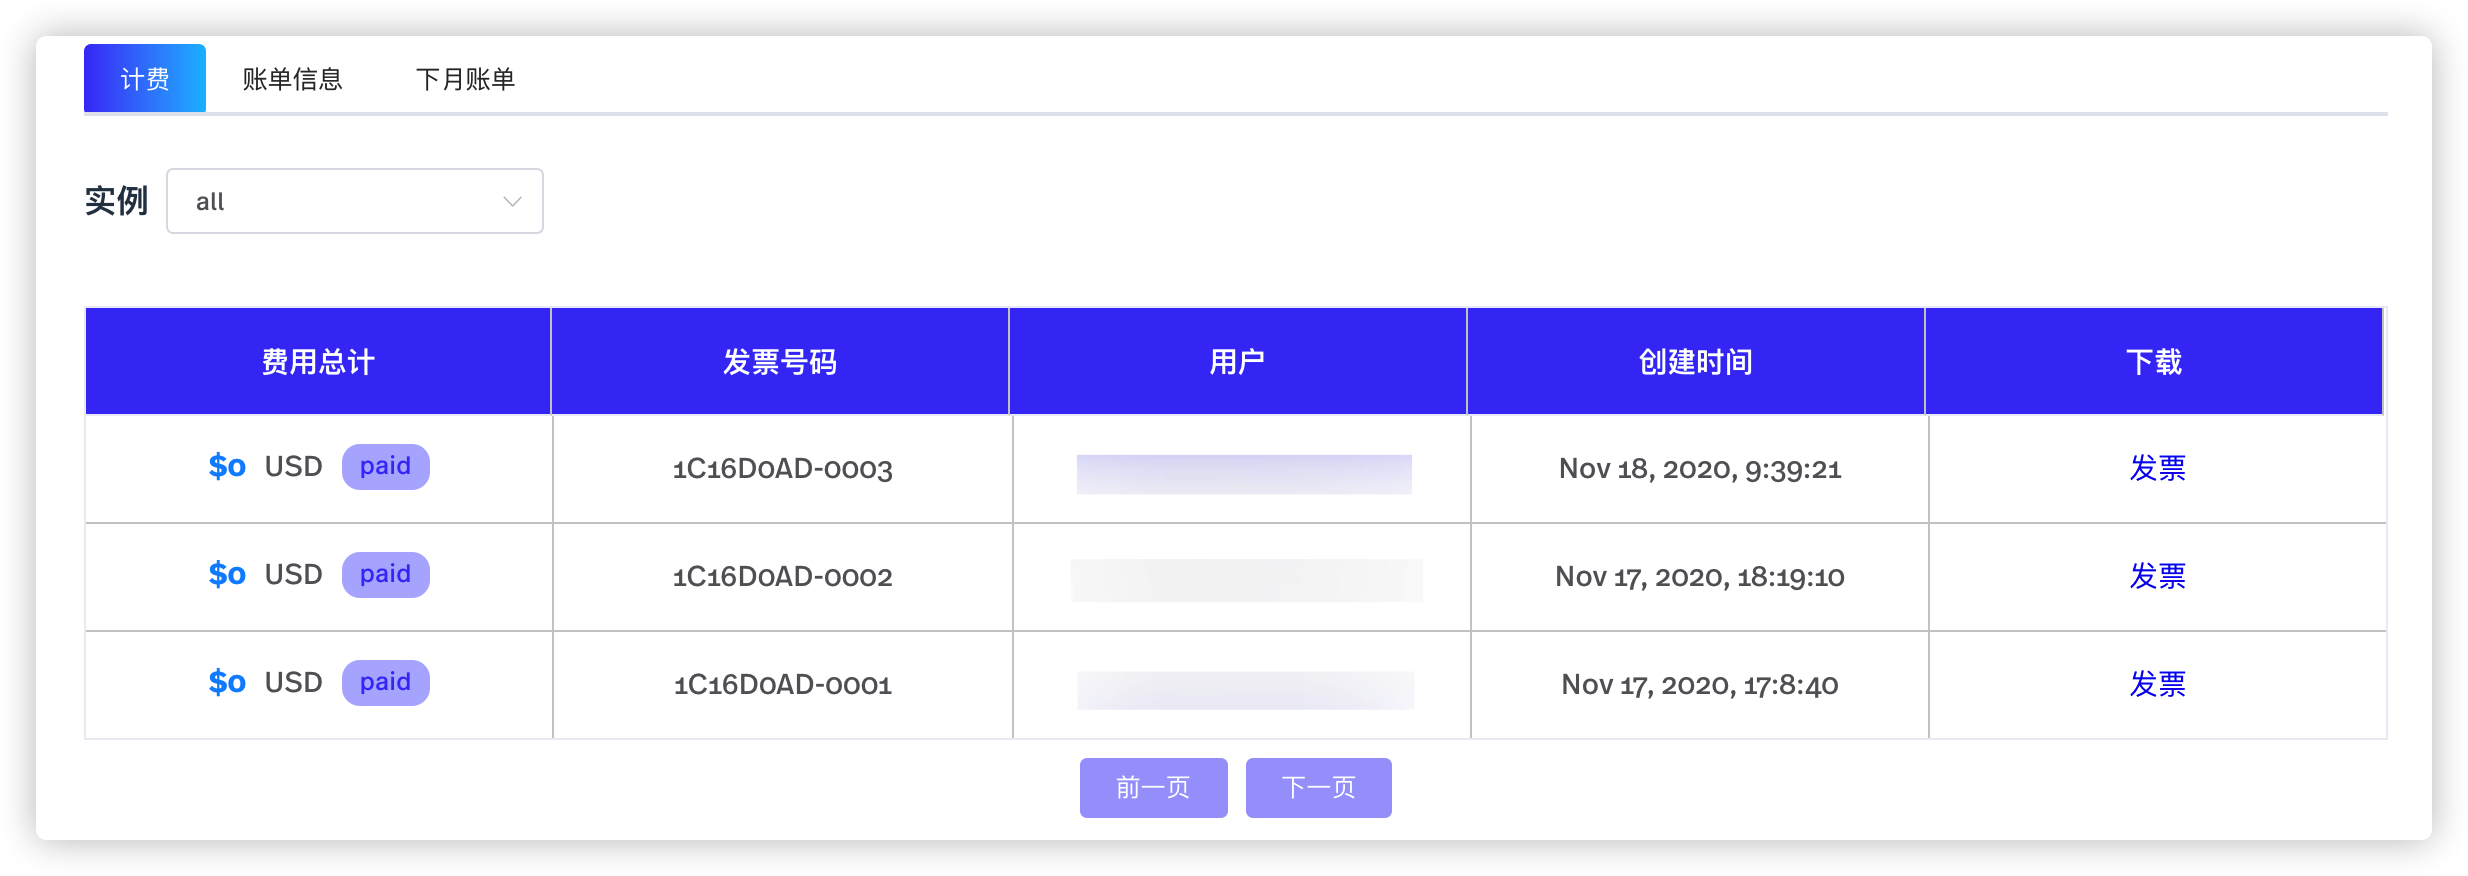 计费 账单信息 下月账单
实例 all
费用总计 发票号码 用户 创建时间 下载
$0 USD paid 1C16D0AD-0003 Nov 18, 2020, 9:39:21 发票
$0 USD paid 1C16D0AD-0002 Nov 17, 2020, 18:19:10 发票
$0 USD paid 1C16D0AD-0001 Nov 17, 2020, 17:8:40 发票
前一页 下一页